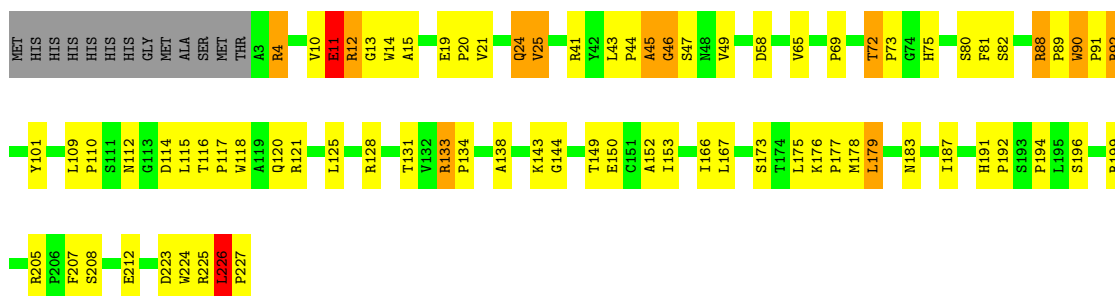 MET HIS HIS HIS HIS HIS HIS GLY MET ALA SER MET THR A3 R4 V10 E11 R12 G13 W14 A15 E19 P20 V21 Q24 V25 R41 Y42 L43 P44 A45 G46 S47 N48 V49 D58 V65 P69 T72 P73 G74 H75 S80 F81 S82 R88 P89 W90 P91
Y101 L109 P110 S111 N112 G113 D114 L115 T116 P117 W118 A119 Q120 R121 L125 R128 T131 V132 R133 P134 A138 K143 G144 T149 E150 C151 A152 I153 I166 L167 S173 T174 L175 K176 P177 M178 L179 N183 I187 H191 P192 S193 P194 L195 S196
R205 P206 F207 S208 E212 D223 W224 R225 L226 P227